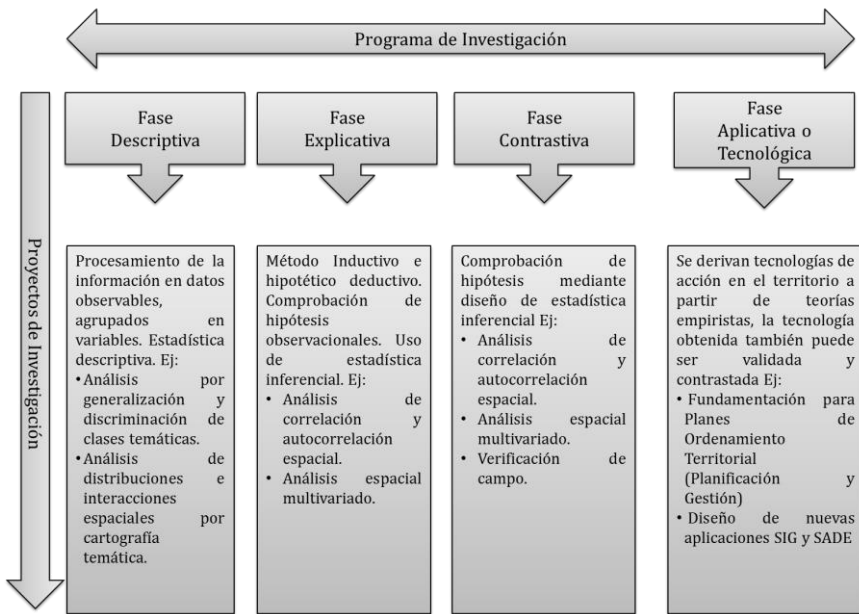 Programa de Investigación
Proyectos de Investigación
Fase
Descriptiva
Fase
Explicativa
Fase
Contrastiva
Fase
Aplicativa o
Tecnológica
Procesamiento de la
información en datos
observables,
agrupados en
variables. Estadística
descriptiva. Ej:
•Análisis por
generalización y
discriminación de
clases temáticas.
•Análisis de
distribuciones e
interacciones
espaciales por
cartografía
temática.
Método Inductivo e
hipotético deductivo.
Comprobación de
hipótesis
observacionales. Uso
de estadística
inferencial. Ej:
• Análisis de
correlación y
autocorrelación
espacial.
• Análisis espacial
multivariado.
Comprobación de
hipótesis mediante
diseño de estadística
inferencial Ej:
• Análisis de
correlación y
autocorrelación
espacial.
• Análisis espacial
multivariado.
• Verificación de
campo.
Se derivan tecnologías de
acción en el territorio a
partir de teorías
empiristas, la tecnología
obtenida también puede
ser validada y
contrastada Ej:
• Fundamentación para
Planes de
Ordenamiento
Territorial
(Planificación y
Gestión)
• Diseño de nuevas
aplicaciones SIG y SADE